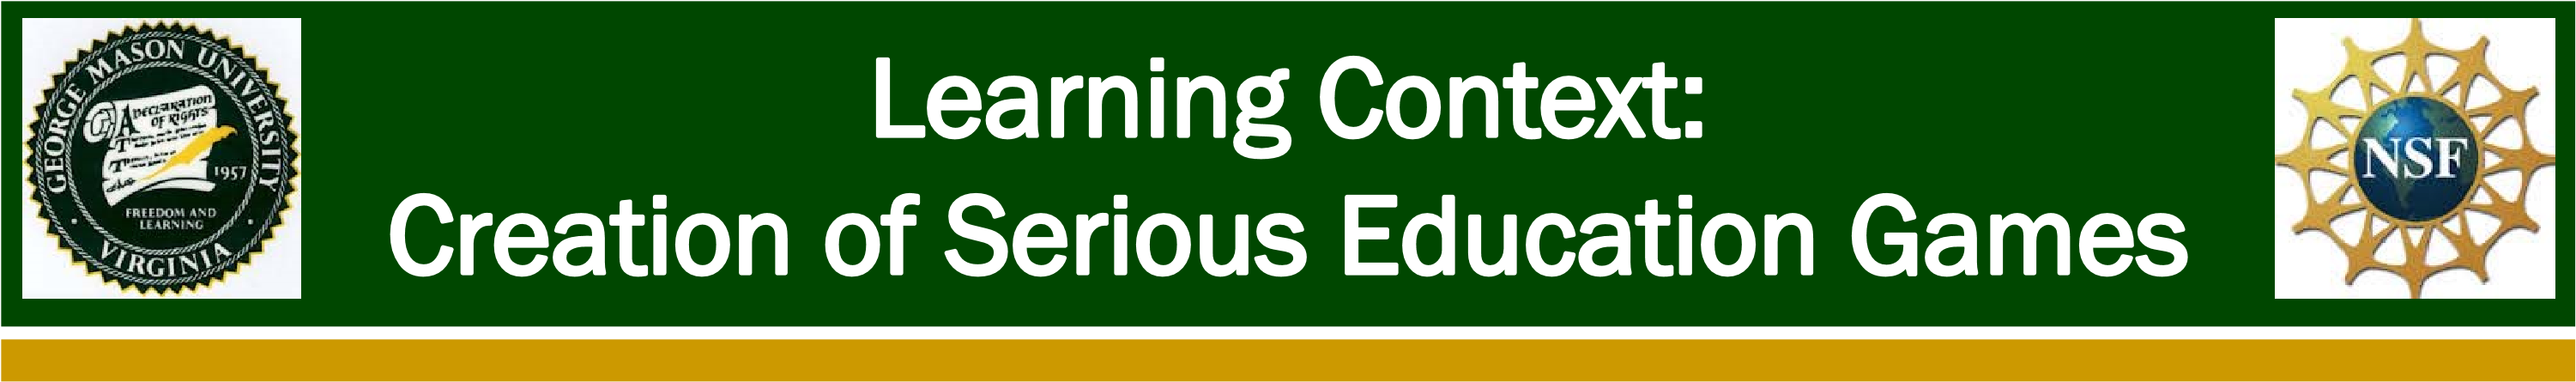 GEORGE MASON UNIVERSITY
DECLARATION
OF RIGHTS
1957
FREEDOM AND
LEARNING
VIRGINIA
Learning Context:
Creation of Serious Education Games
NSF